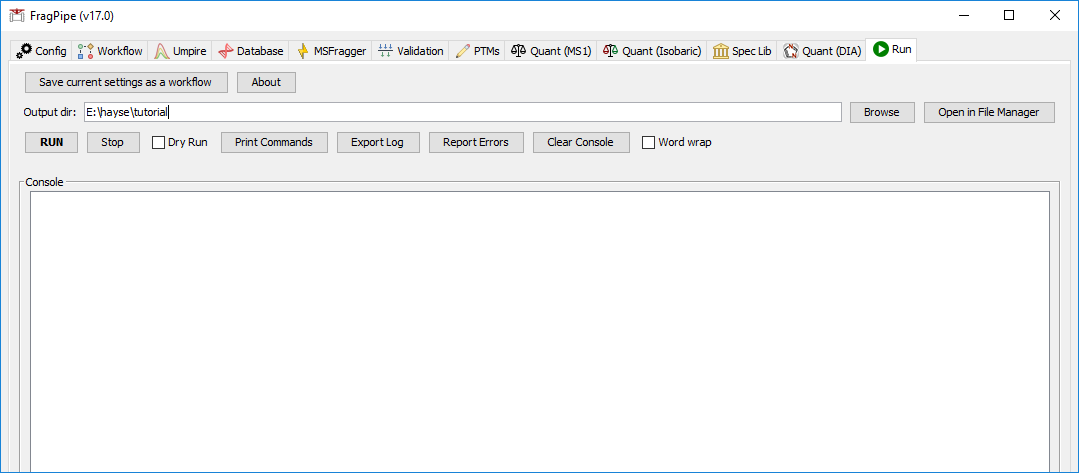 FragPipe (v17.0)
Config Workflow Umpire Database MSFragger Validation PTMs Quant (MS1) Quant (Isobaric) Spec Lib Quant (DIA) Run
Save current settings as a workflow About
Output dir: E:\hayse\tutorial Browse Open in File Manager
RUN Stop Dry Run Print Commands Export Log Report Errors Clear Console Word wrap
Console